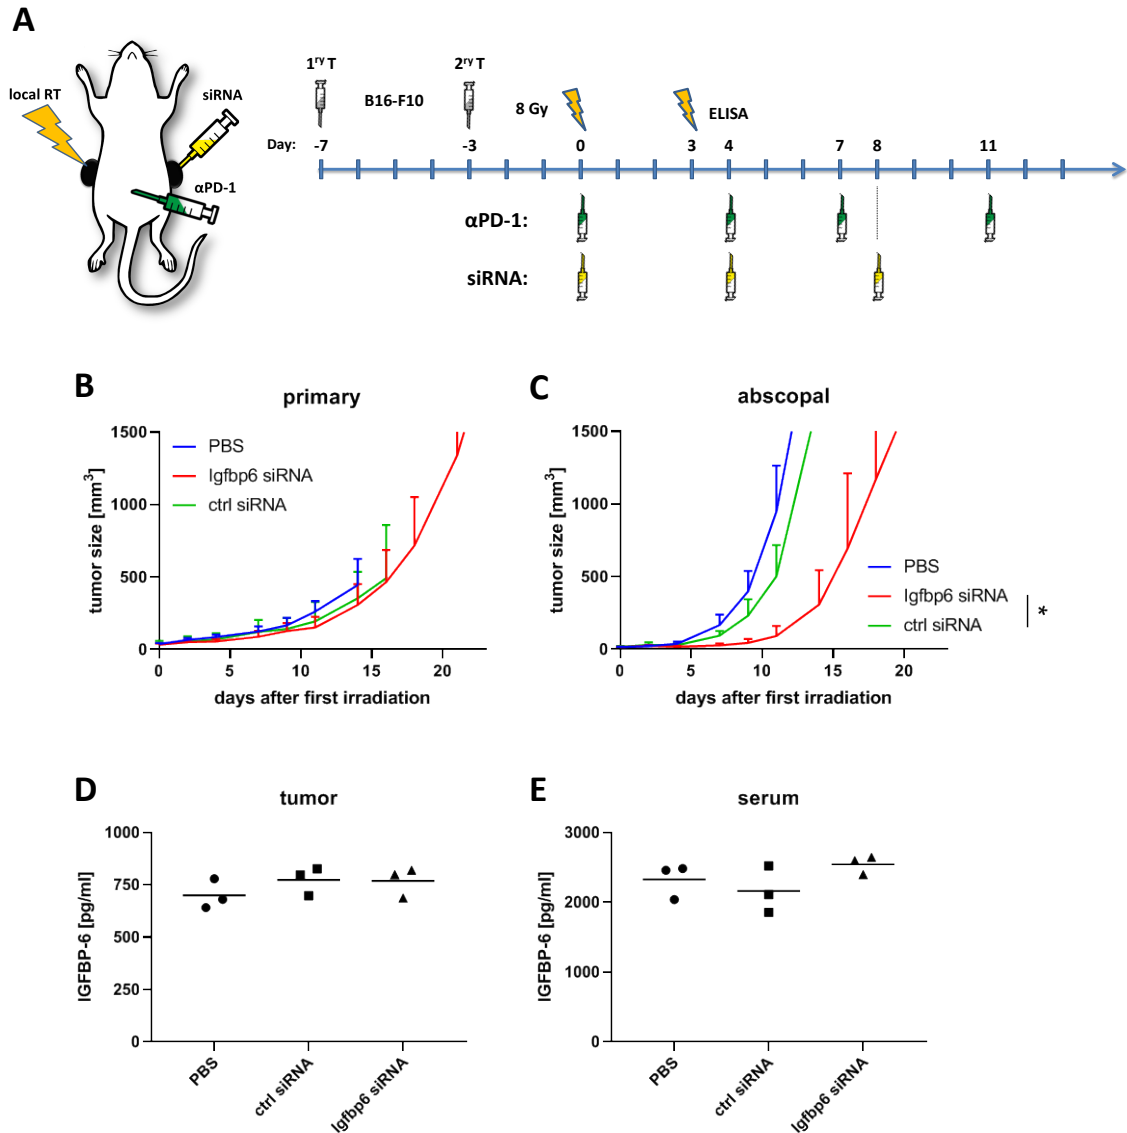 A
local RT
siRNA
αPD-1
1ʳʸ T
2ʳʸ T
B16-F10
8 Gy
ELISA
Day: -7 -3 0 3 4 7 8 11
αPD-1:
siRNA:
B
primary
tumor size [mm³]
1500
1000
500
0
PBS
Igfbp6 siRNA
ctrl siRNA
0 5 10 15 20
days after first irradiation
C
abscopal
tumor size [mm³]
1500
1000
500
0
PBS
Igfbp6 siRNA
ctrl siRNA
*
0 5 10 15 20
days after first irradiation
D
tumor
IGFBP-6 [pg/ml]
1000
750
500
250
0
PBS
ctrl siRNA
Igfbp6 siRNA
E
serum
IGFBP-6 [pg/ml]
3000
2000
1000
0
PBS
ctrl siRNA
Igfbp6 siRNA